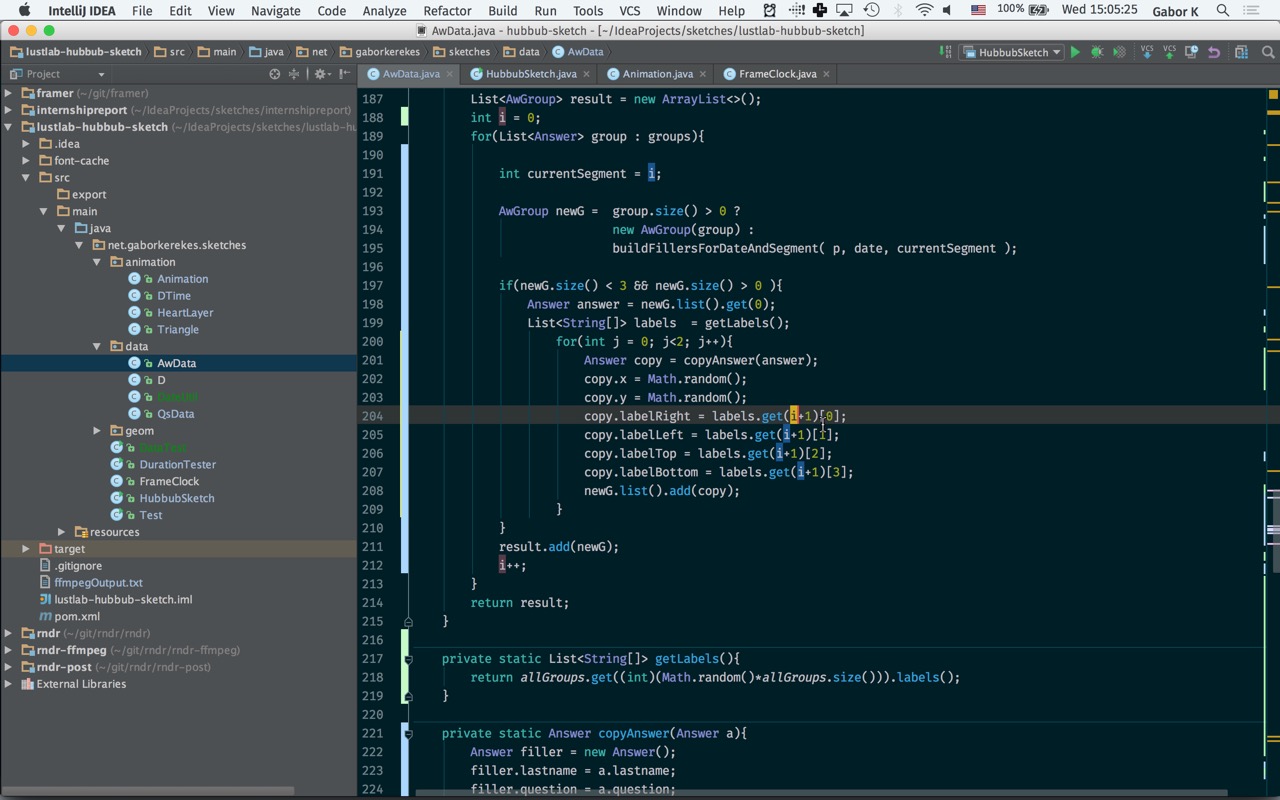 IntelliJ IDEA File Edit View Navigate Code Analyze Refactor Build Run Tools VCS Window Help 100% Wed 15:05:25 Gabor K
AwData.java - hubbub-sketch - [~/IdeaProjects/sketches/lustlab-hubbub-sketch]
lustlab-hubbub-sketch src main java net gaborkerekes sketches data AwData HubbubSketch VCS VCS
Project AwData.java HubbubSketch.java Animation.java FrameClock.java
framer (~/git/framer)
internshipreport (~/IdeaProjects/sketches/internshipreport)
lustlab-hubbub-sketch (~/IdeaProjects/sketches/lustlab-hu
.idea
font-cache
src
export
main
java
net.gaborkerekes.sketches
animation
Animation
DTime
HeartLayer
Triangle
data
AwData
D
QsData
geom
DurationTester
FrameClock
HubbubSketch
Test
resources
target
.gitignore
ffmpegOutput.txt
lustlab-hubbub-sketch.iml
pom.xml
rndr (~/git/rndr/rndr)
rndr-ffmpeg (~/git/rndr/rndr-ffmpeg)
rndr-post (~/git/rndr/rndr-post)
External Libraries
187 List<AwGroup> result = new ArrayList<>();
188 int i = 0;
189 for(List<Answer> group : groups){
190
191 int currentSegment = i;
192
193 AwGroup newG = group.size() > 0 ?
194 new AwGroup(group) :
195 buildFillersForDateAndSegment( p, date, currentSegment );
196
197 if(newG.size() < 3 && newG.size() > 0 ){
198 Answer answer = newG.list().get(0);
199 List<String[]> labels = getLabels();
200 for(int j = 0; j<2; j++){
201 Answer copy = copyAnswer(answer);
202 copy.x = Math.random();
203 copy.y = Math.random();
204 copy.labelRight = labels.get(i+1)[0];
205 copy.labelLeft = labels.get(i+1)[1];
206 copy.labelTop = labels.get(i+1)[2];
207 copy.labelBottom = labels.get(i+1)[3];
208 newG.list().add(copy);
209 }
210 }
211 result.add(newG);
212 i++;
213 }
214 return result;
215 }
216
217 private static List<String[]> getLabels(){
218 return allGroups.get((int)(Math.random()*allGroups.size())).labels();
219 }
220
221 private static Answer copyAnswer(Answer a){
222 Answer filler = new Answer();
223 filler.lastname = a.lastname;
224 filler.question = a.question;